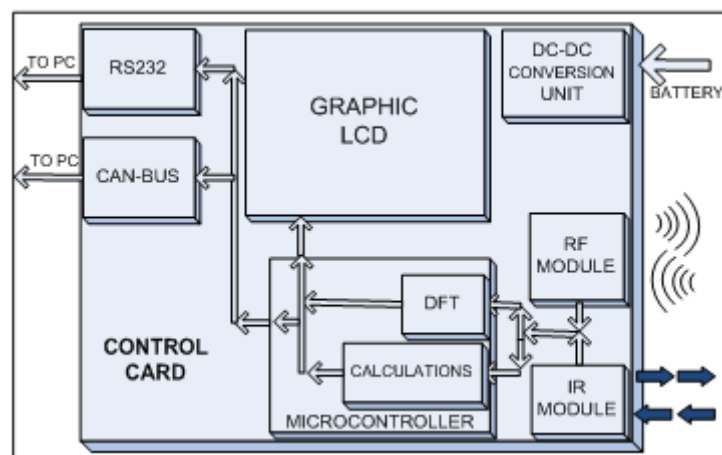 TO PC
RS232
TO PC
CAN-BUS
GRAPHIC
LCD
DC-DC
CONVERSION
UNIT
BATTERY
RF
MODULE
DFT
CALCULATIONS
MICROCONTROLLER
CONTROL
CARD
IR
MODULE